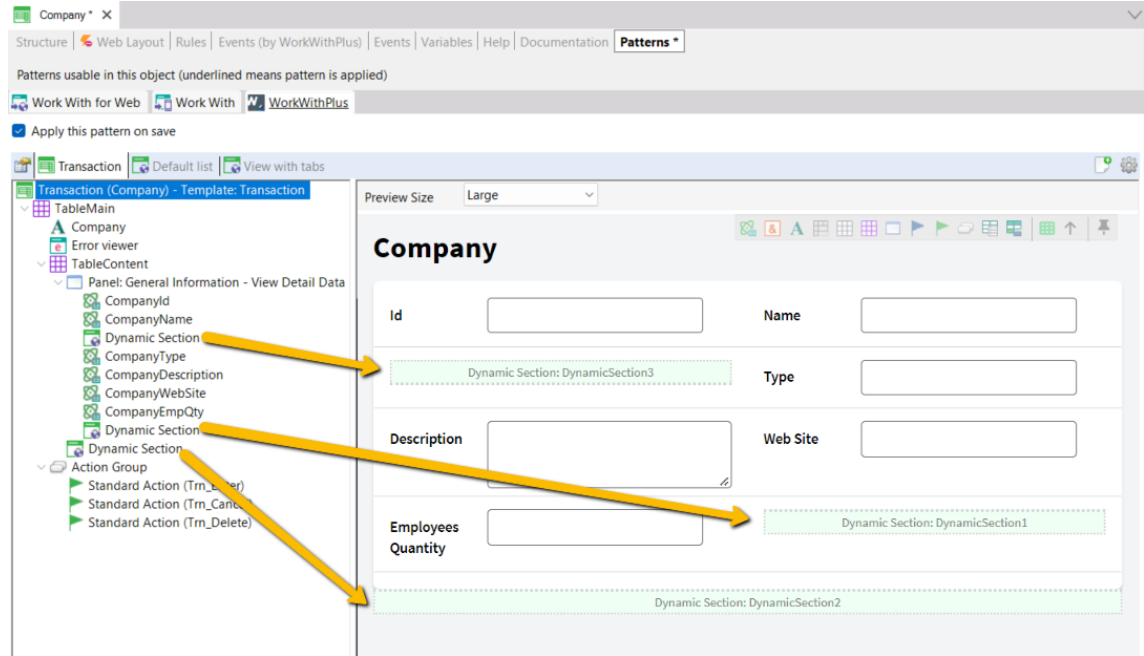 Company *
Structure Web Layout Rules Events (by WorkWithPlus) Events Variables Help Documentation Patterns *
Patterns usable in this object (underlined means pattern is applied)
Work With for Web Work With WorkWithPlus
Apply this pattern on save
Transaction Default list View with tabs
Transaction (Company) - Template: Transaction
TableMain
Company
Error viewer
TableContent
Panel: General Information - View Detail Data
CompanyId
CompanyName
Dynamic Section
CompanyType
CompanyDescription
CompanyWebSite
CompanyEmpQty
Dynamic Section
Dynamic Section
Action Group
Standard Action (Trn_Enter)
Standard Action (Trn_Cancel)
Standard Action (Trn_Delete)
Preview Size Large
Company
Id Name
Dynamic Section: DynamicSection3 Type
Description Web Site
Employees
Quantity
Dynamic Section: DynamicSection1
Dynamic Section: DynamicSection2